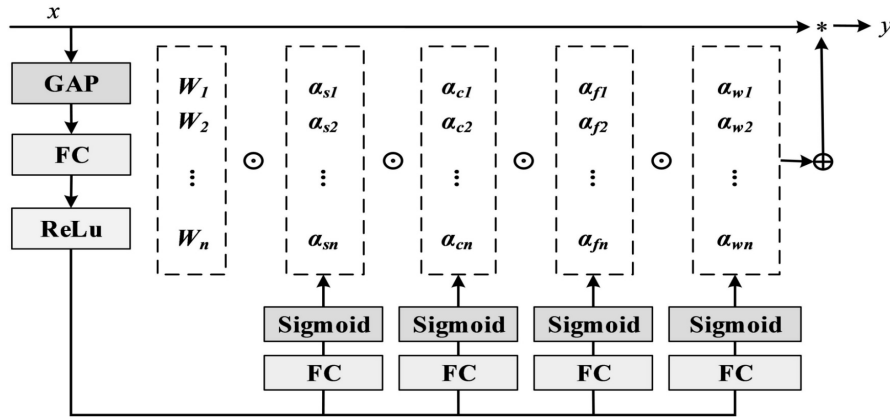 x * y
GAP
FC
ReLu
W1 ⊙ αs1 ⊙ αc1 ⊙ αf1 ⊙ αw1 ⊕
W2 αs2 αc2 αf2 αw2
⋮ ⋮ ⋮ ⋮ ⋮
Wn αsn αcn αfn αwn
Sigmoid Sigmoid Sigmoid Sigmoid
FC FC FC FC